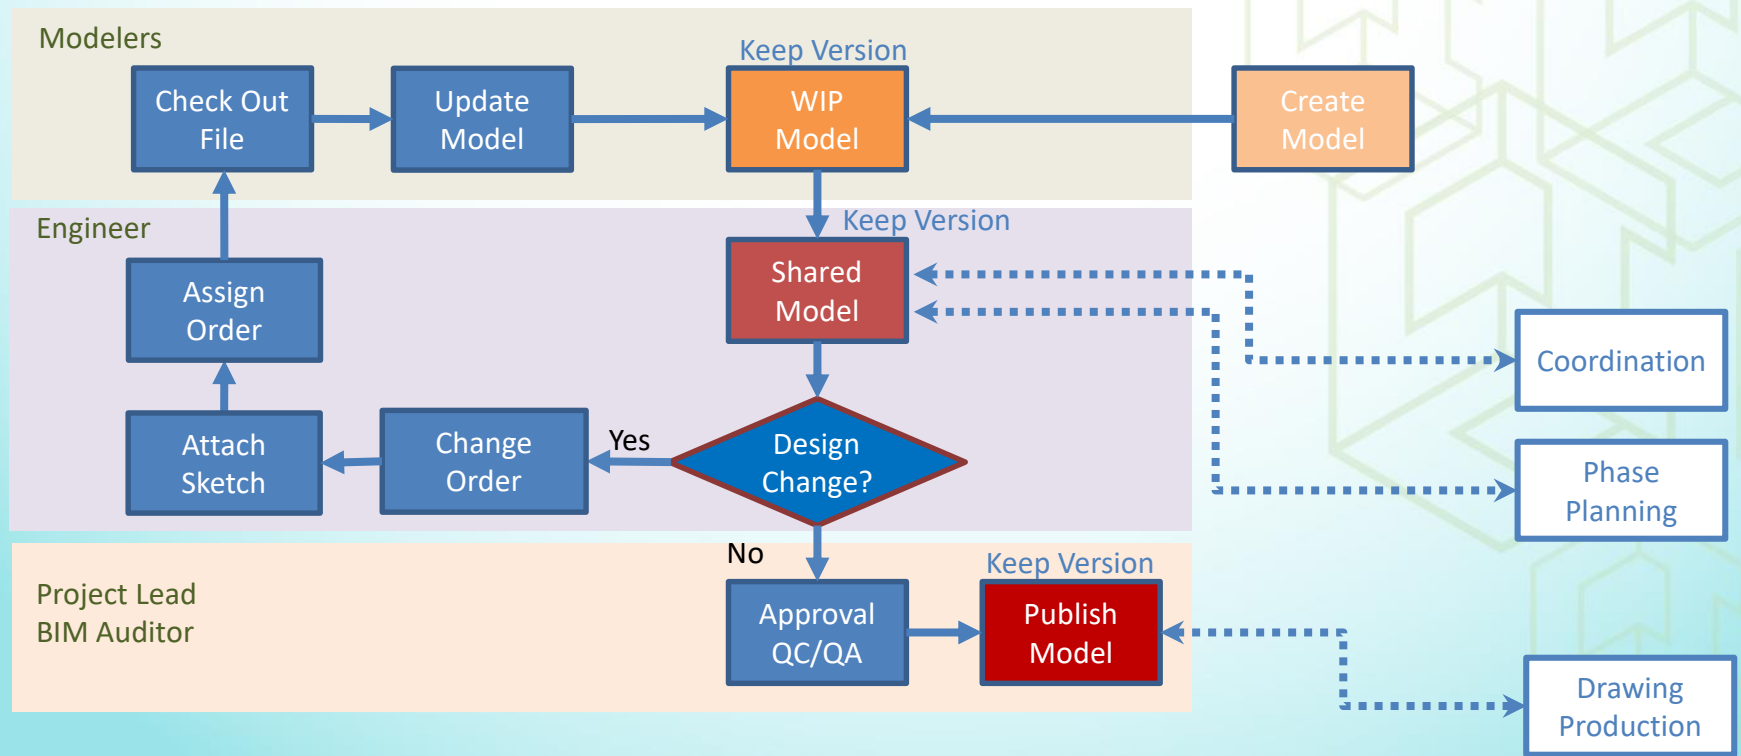 Modelers
Keep Version
Check Out
File
Update
Model
WIP
Model
Create
Model
Engineer
Keep Version
Assign
Order
Shared
Model
Coordination
Attach
Sketch
Change
Order
Yes
Design
Change?
Phase
Planning
No
Keep Version
Project Lead
BIM Auditor
Approval
QC/QA
Publish
Model
Drawing
Production